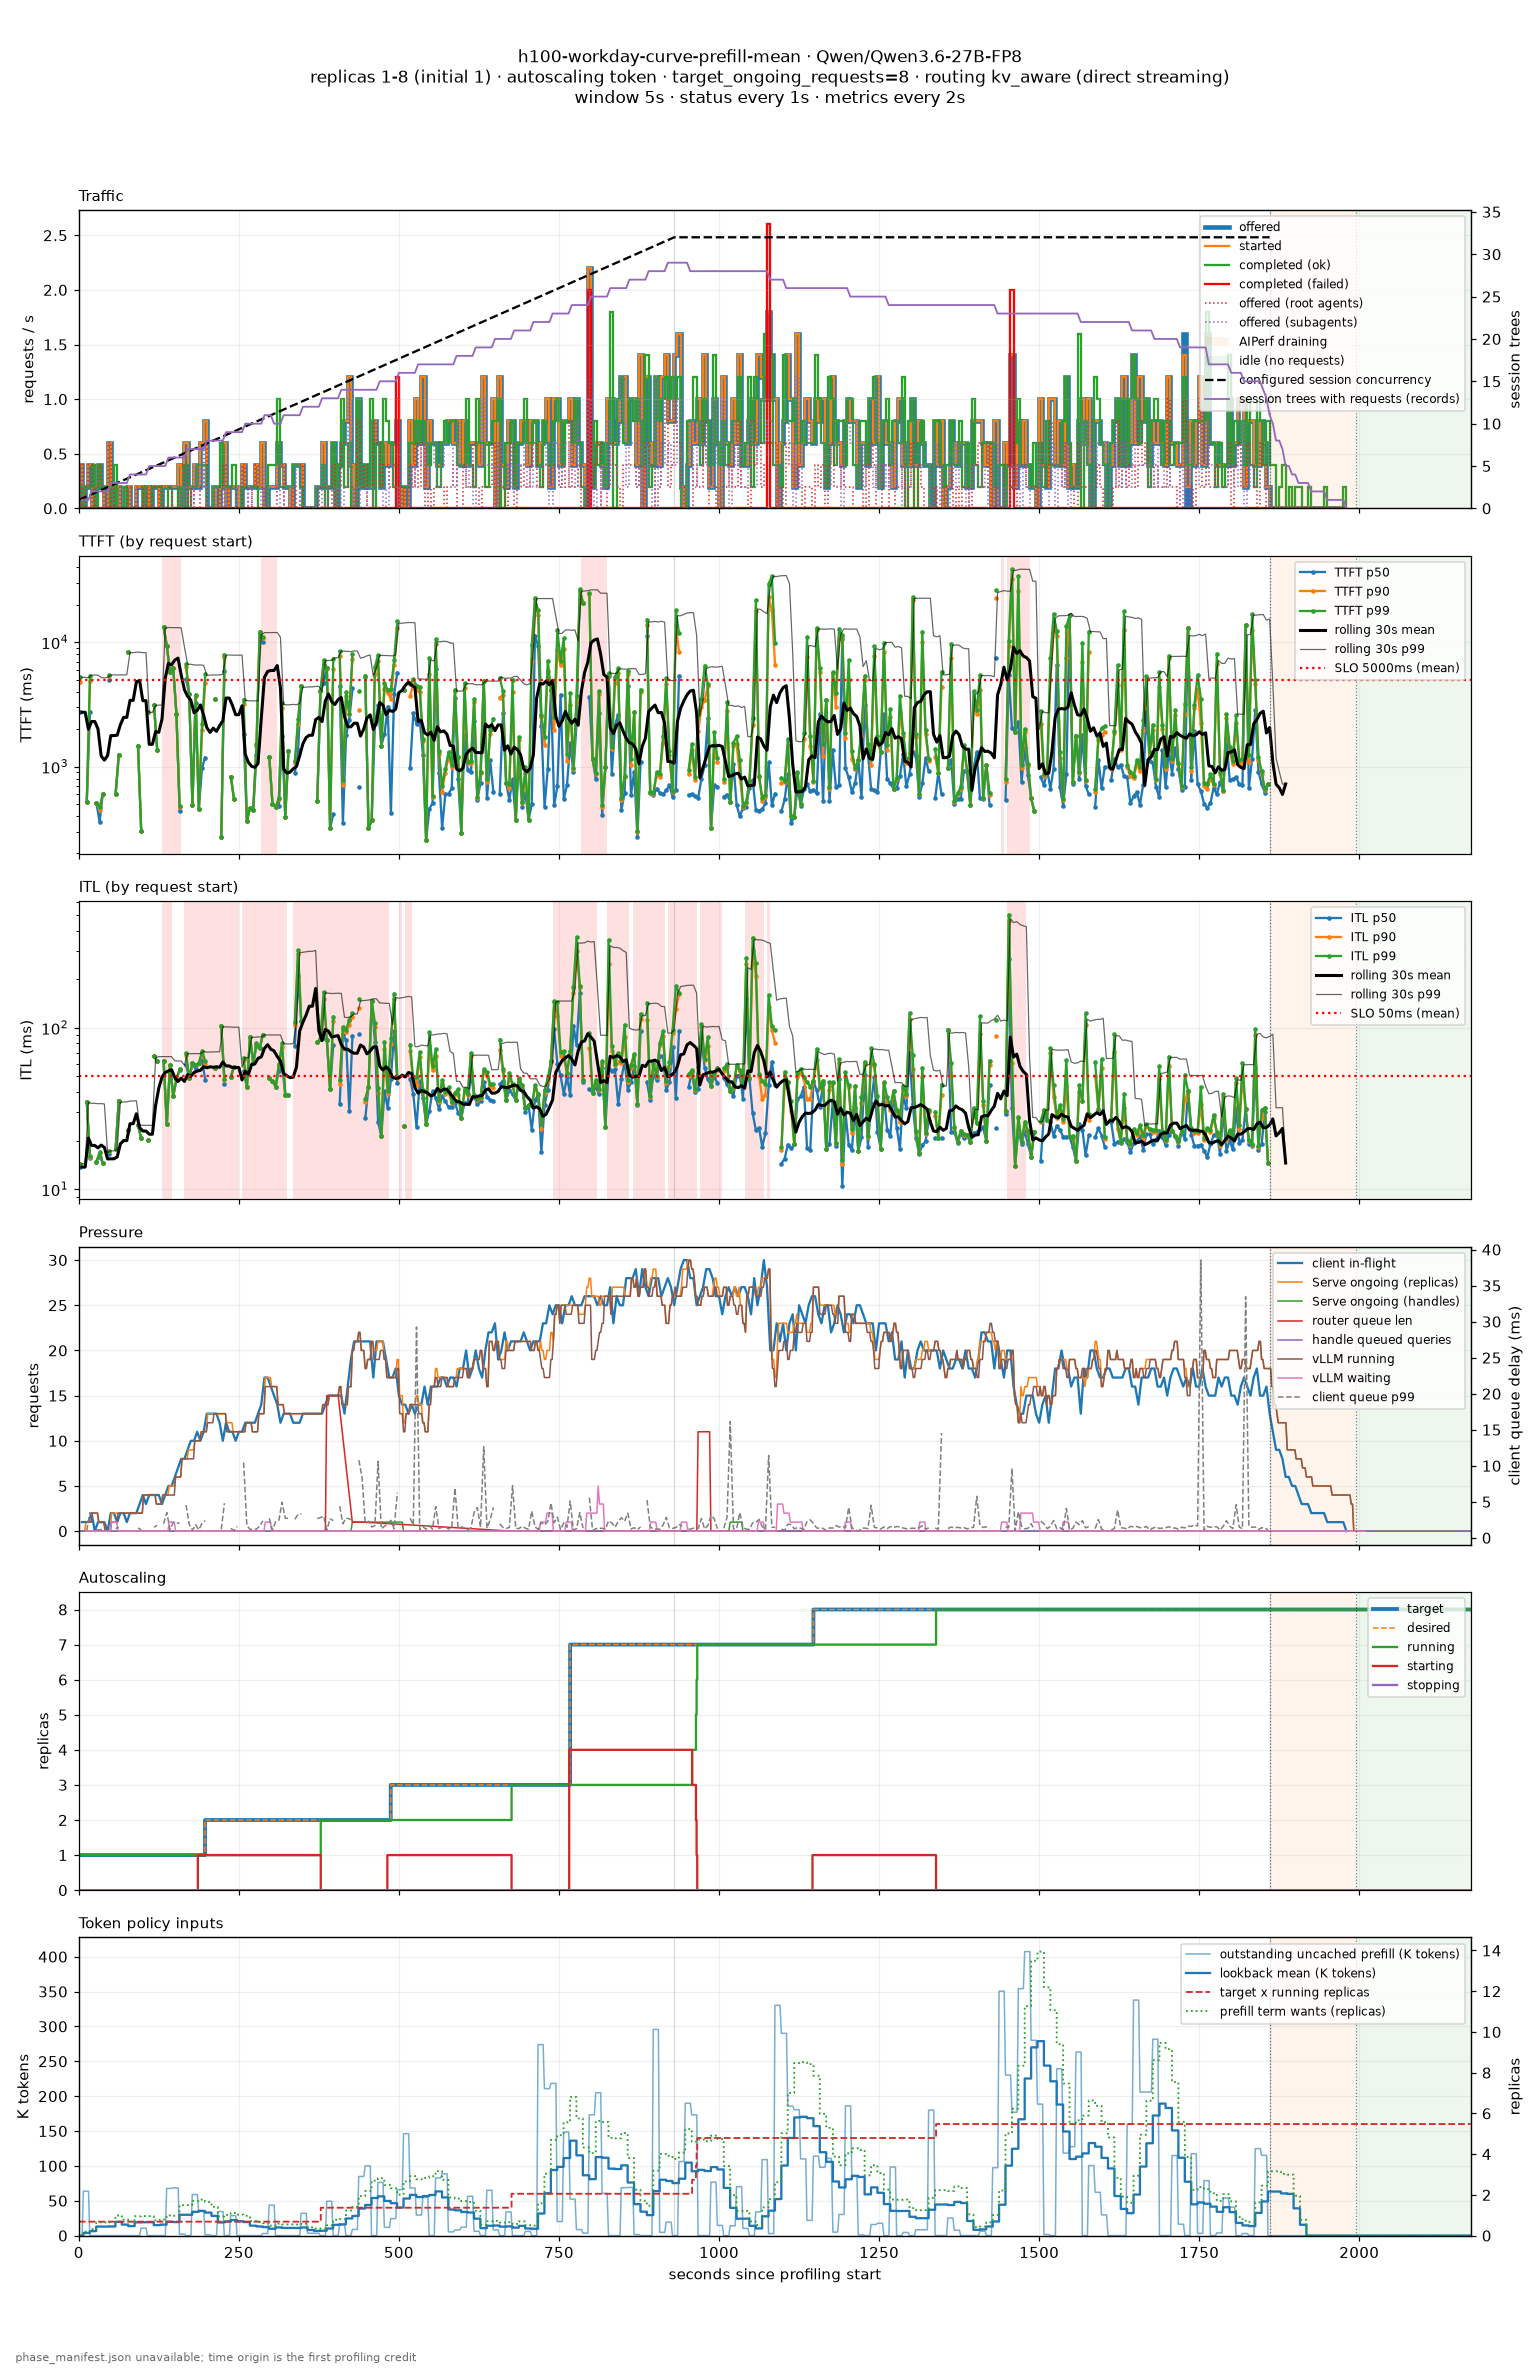 h100-workday-curve-prefill-mean · Qwen/Qwen3.6-27B-FP8
replicas 1-8 (initial 1) · autoscaling token · target_ongoing_requests=8 · routing kv_aware (direct streaming)
window 5s · status every 1s · metrics every 2s
Traffic
requests / s
2.5
2.0
1.5
1.0
0.5
0.0
offered
started
completed (ok)
completed (failed)
offered (root agents)
offered (subagents)
AIPerf draining
idle (no requests)
configured session concurrency
session trees with requests (records)
35
30
25
20
15
10
5
0
session trees
TTFT (by request start)
TTFT (ms)
10^4
10^3
TTFT p50
TTFT p90
TTFT p99
rolling 30s mean
rolling 30s p99
SLO 5000ms (mean)
ITL (by request start)
ITL (ms)
10^2
10^1
ITL p50
ITL p90
ITL p99
rolling 30s mean
rolling 30s p99
SLO 50ms (mean)
Pressure
requests
30
25
20
15
10
5
0
client in-flight
Serve ongoing (replicas)
Serve ongoing (handles)
router queue len
handle queued queries
vLLM running
vLLM waiting
client queue p99
40
35
30
25
20
15
10
5
0
client queue delay (ms)
Autoscaling
replicas
8
7
6
5
4
3
2
1
0
target
desired
running
starting
stopping
Token policy inputs
K tokens
400
350
300
250
200
150
100
50
0
outstanding uncached prefill (K tokens)
lookback mean (K tokens)
target x running replicas
prefill term wants (replicas)
14
12
10
8
6
4
2
0
replicas
0 250 500 750 1000 1250 1500 1750 2000
seconds since profiling start
phase_manifest.json unavailable; time origin is the first profiling credit